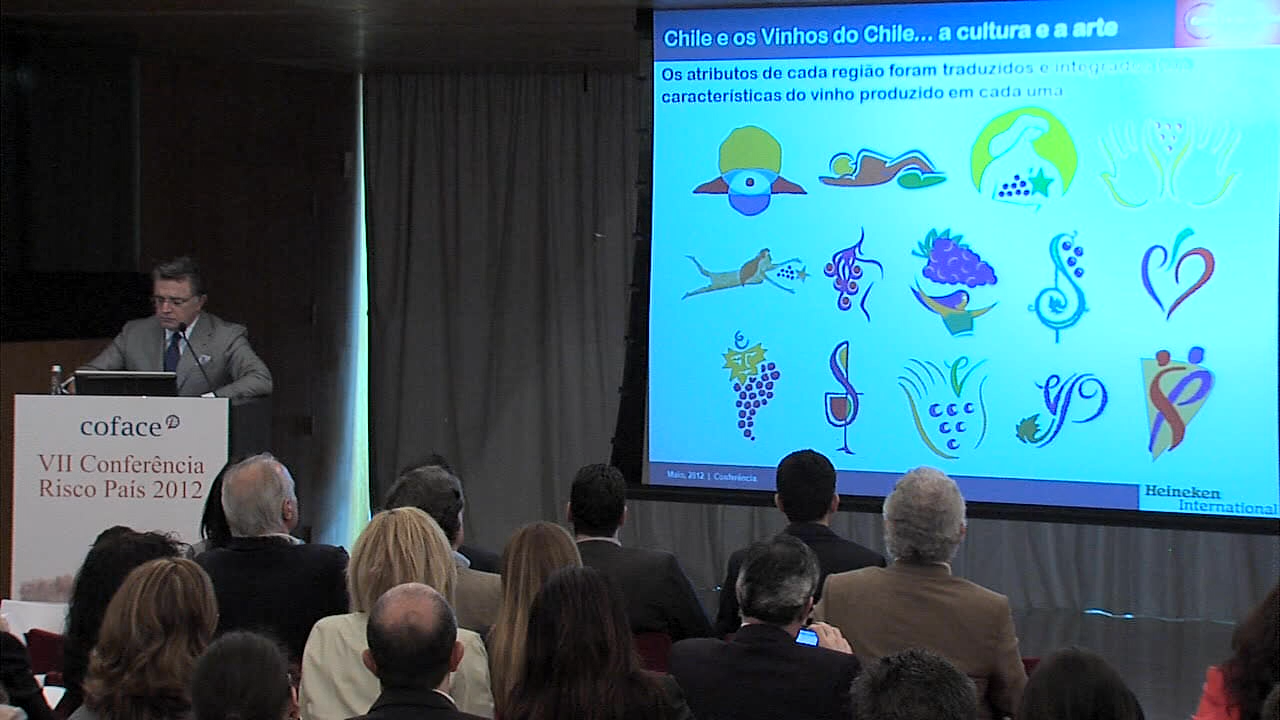 Chile e os Vinhos do Chile... a cultura e a arte
Os atributos de cada região foram traduzidos e integrados
características do vinho produzido em cada uma
Maio, 2012 | Conferência
Heineken
International
coface
VII Conferência
Risco País 2012